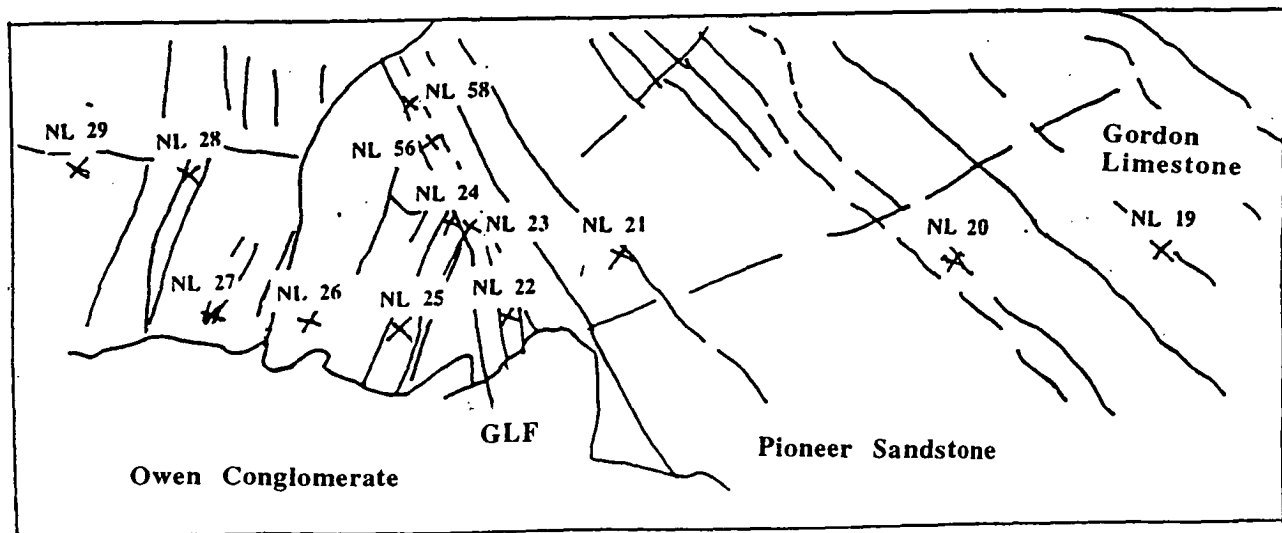 NL 58
NL 29
NL 28
NL 56
Gordon
Limestone
NL 24
NL 23
NL 21
NL 20
NL 19
NL 27
NL 26
NL 25
NL 22
GLF
Pioneer Sandstone
Owen Conglomerate